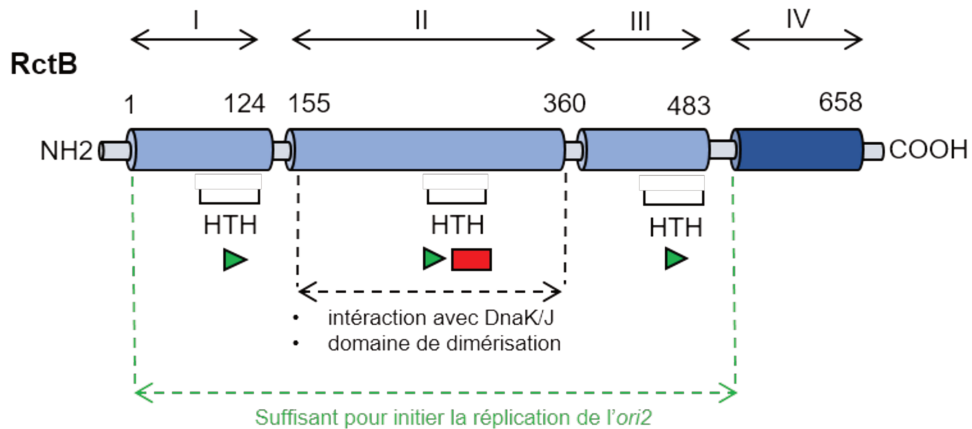 I II III IV
RctB
1 124 155 360 483 658
NH2 COOH
HTH HTH HTH
• intéraction avec DnaK/J
• domaine de dimérisation
Suffisant pour initier la réplication de l'ori2